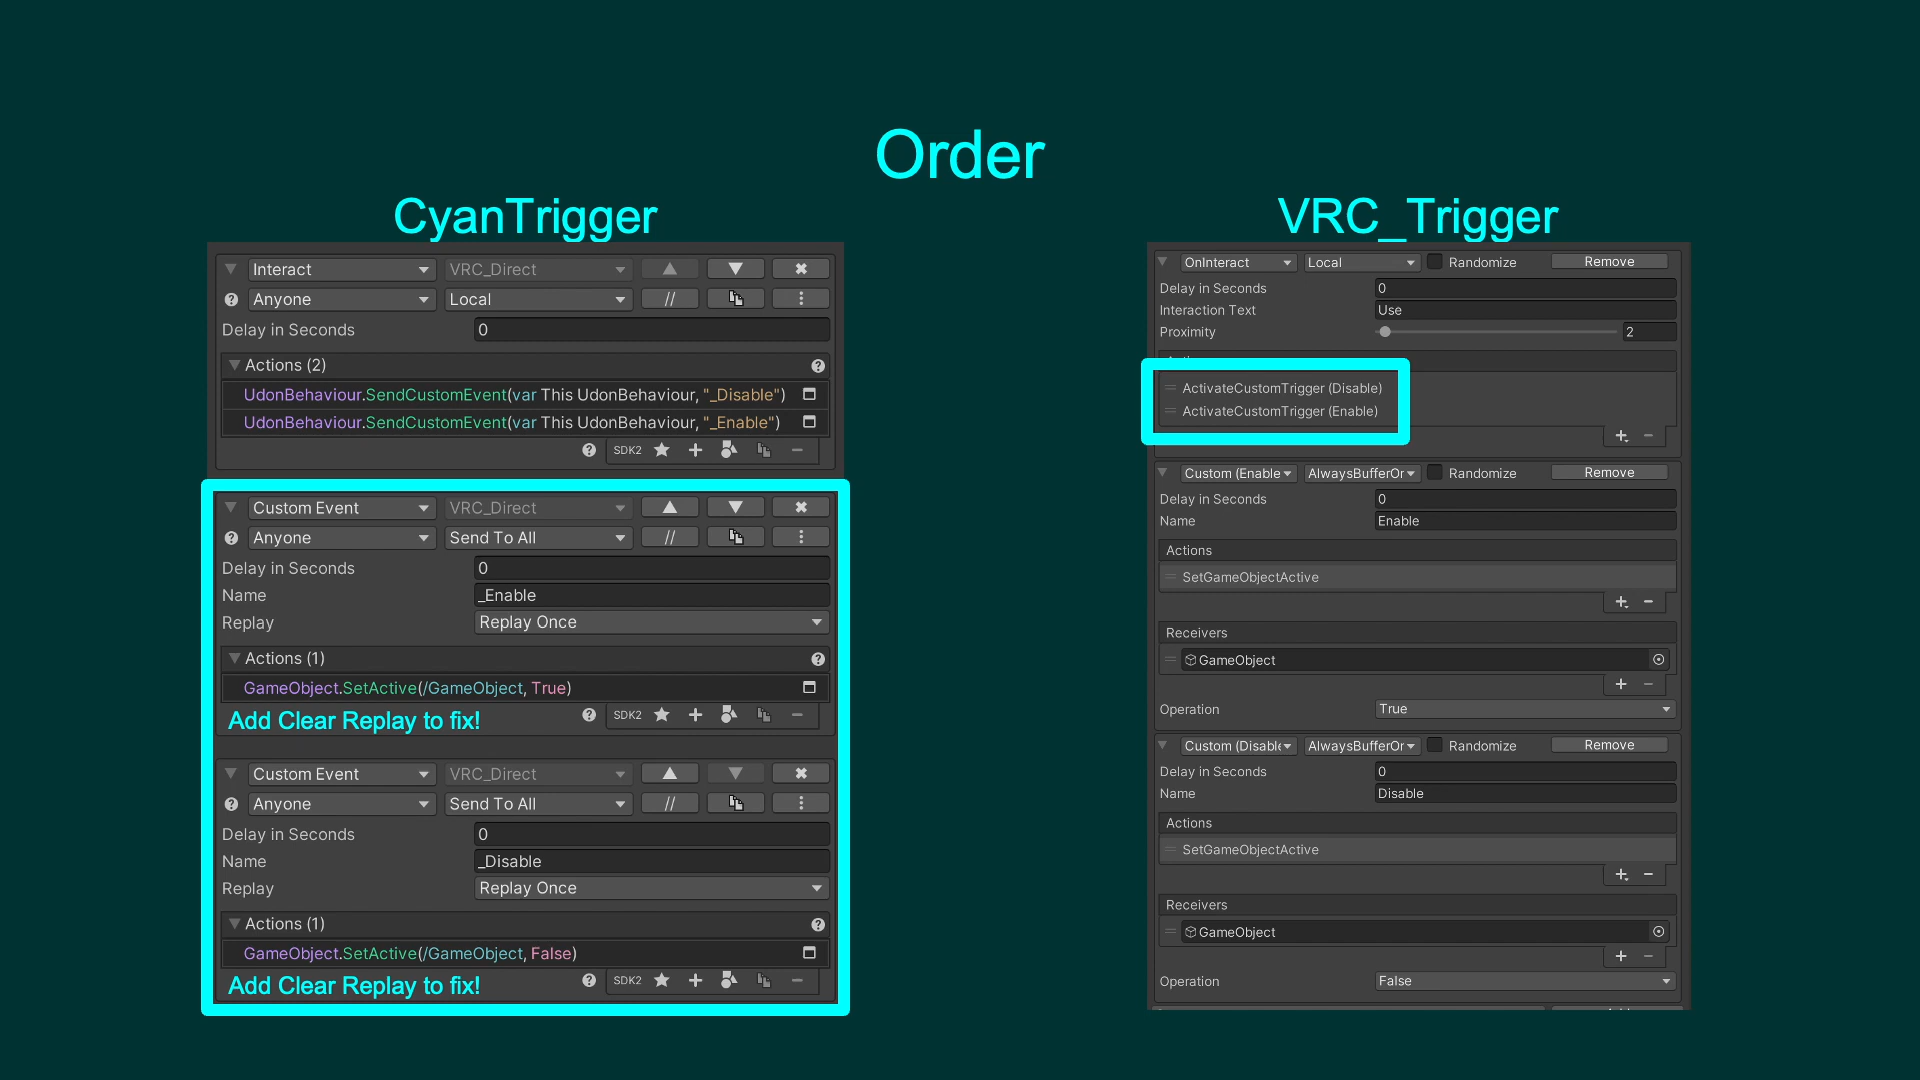 Order
CyanTrigger
Interact VRC_Direct
Anyone Local //
Delay in Seconds 0
Actions (2)
UdonBehaviour.SendCustomEvent(var This UdonBehaviour, "_Disable")
UdonBehaviour.SendCustomEvent(var This UdonBehaviour, "_Enable")
SDK2
Custom Event VRC_Direct
Anyone Send To All //
Delay in Seconds 0
Name _Enable
Replay Replay Once
Actions (1)
GameObject.SetActive(/GameObject, True)
Add Clear Replay to fix! SDK2
Custom Event VRC_Direct
Anyone Send To All //
Delay in Seconds 0
Name _Disable
Replay Replay Once
Actions (1)
GameObject.SetActive(/GameObject, False)
Add Clear Replay to fix! SDK2
VRC_Trigger
OnInteract Local Randomize Remove
Delay in Seconds 0
Interaction Text Use
Proximity 2
ActivateCustomTrigger (Disable)
ActivateCustomTrigger (Enable)
Custom (Enable AlwaysBufferOr Randomize Remove
Delay in Seconds 0
Name Enable
Actions
SetGameObjectActive
Receivers
GameObject
Operation True
Custom (Disabl AlwaysBufferOr Randomize Remove
Delay in Seconds 0
Name Disable
Actions
SetGameObjectActive
Receivers
GameObject
Operation False